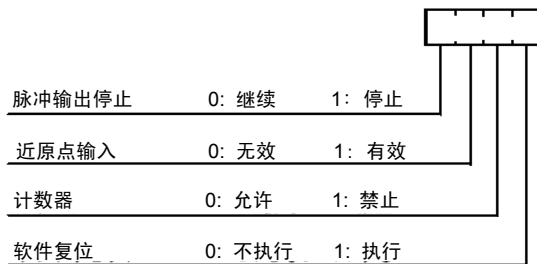 脉冲输出停止 0: 继续 1: 停止
近原点输入 0: 无效 1: 有效
计数器 0: 允许 1: 禁止
软件复位 0: 不执行 1: 执行